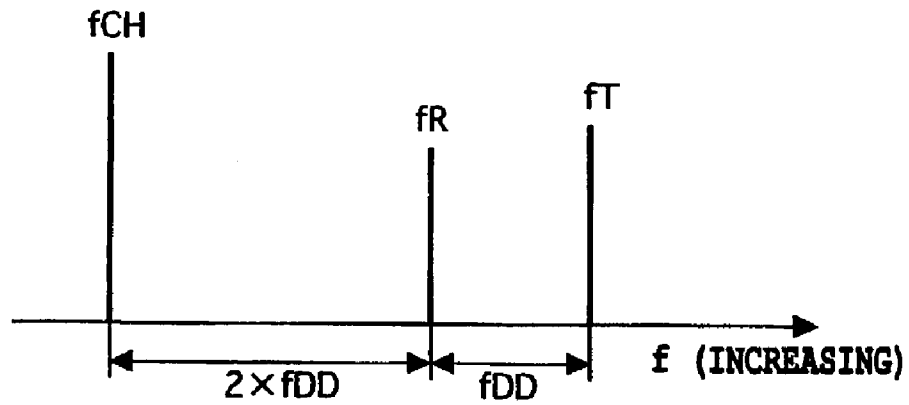 fCH
fR
fT
2×fDD
fDD
f (INCREASING)